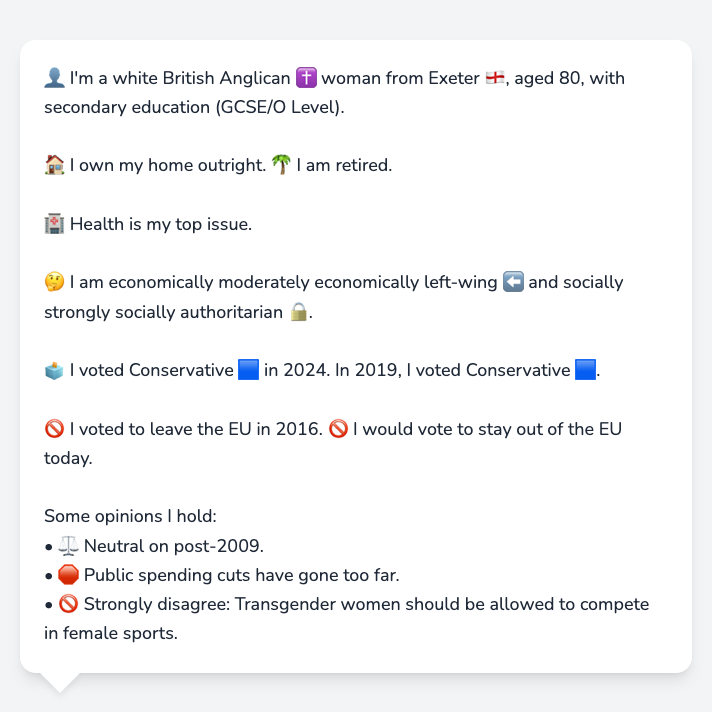 👤 I'm a white British Anglican ✝️ woman from Exeter 🏴󠁧󠁢󠁥󠁮󠁧󠁿, aged 80, with
secondary education (GCSE/O Level).
🏠 I own my home outright. 🌴 I am retired.
🏥 Health is my top issue.
🤔 I am economically moderately economically left-wing ⬅️ and socially
strongly socially authoritarian 🔒.
🗳️ I voted Conservative 🟦 in 2024. In 2019, I voted Conservative 🟦.
🚫 I voted to leave the EU in 2016. 🚫 I would vote to stay out of the EU
today.
Some opinions I hold:
• ⚖️ Neutral on post-2009.
• 🛑 Public spending cuts have gone too far.
• 🚫 Strongly disagree: Transgender women should be allowed to compete
in female sports.